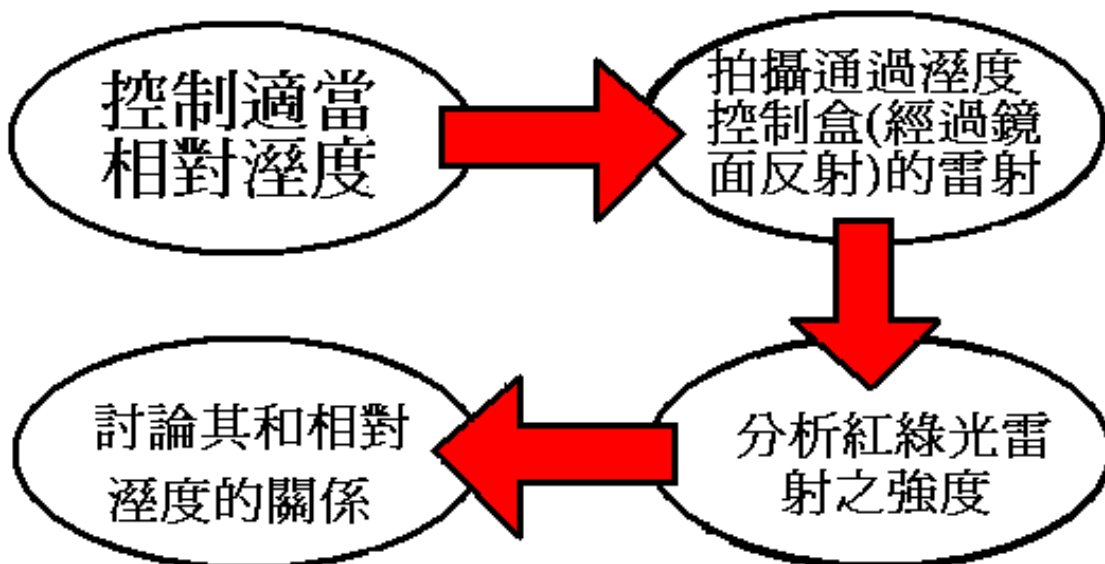 控制適當
相對溼度
拍攝通過溼度
控制盒(經過鏡
面反射)的雷射
分析紅綠光雷
射之強度
討論其和相對
溼度的關係